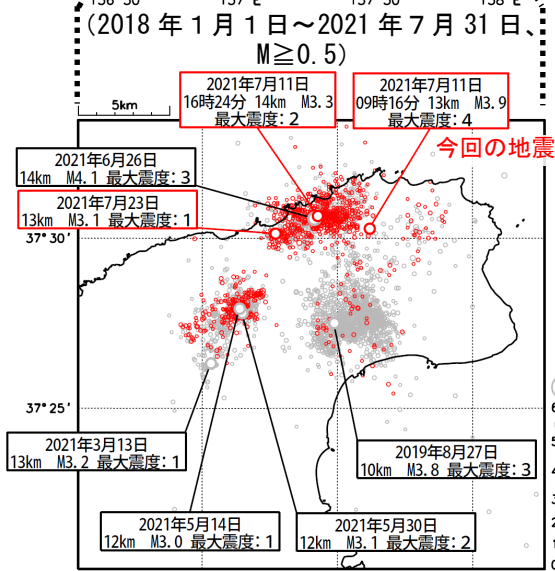 136°50′ 137°E 137°30′ 138°E
(2018年1月1日～2021年7月31日、
M≧0.5)
5km
2021年7月11日
16時24分 14km M3.3
最大震度：2
2021年7月11日
09時16分 13km M3.9
最大震度：4
今回の地震
2021年6月26日
14km M4.1 最大震度：3
2021年7月23日
13km M3.1 最大震度：1
37°30′
37°25′
2021年3月13日
13km M3.2 最大震度：1
2019年8月27日
10km M3.8 最大震度：3
2021年5月14日
12km M3.0 最大震度：1
2021年5月30日
12km M3.1 最大震度：2